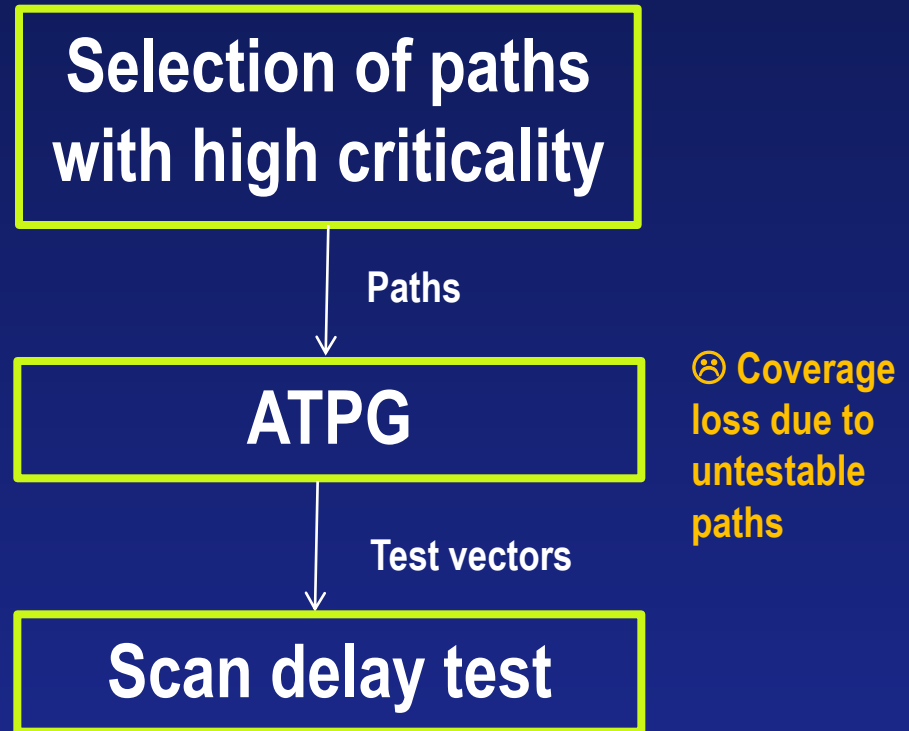 Selection of paths
with high criticality
Paths
ATPG
☹ Coverage
loss due to
untestable
paths
Test vectors
Scan delay test